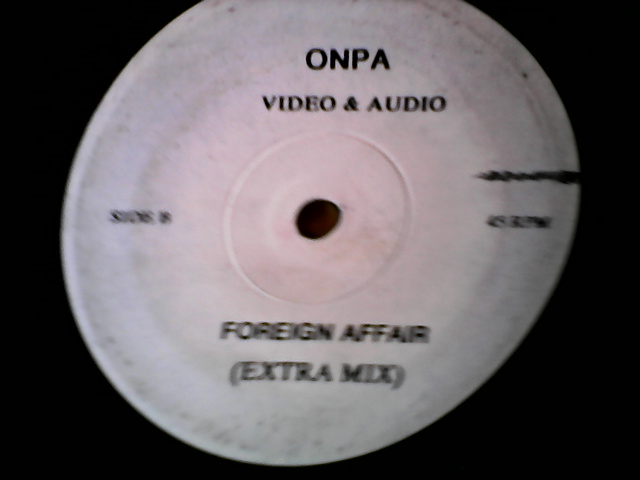 ONPA
VIDEO & AUDIO
SIDE B
45 RPM
FOREIGN AFFAIR
(EXTRA MIX)